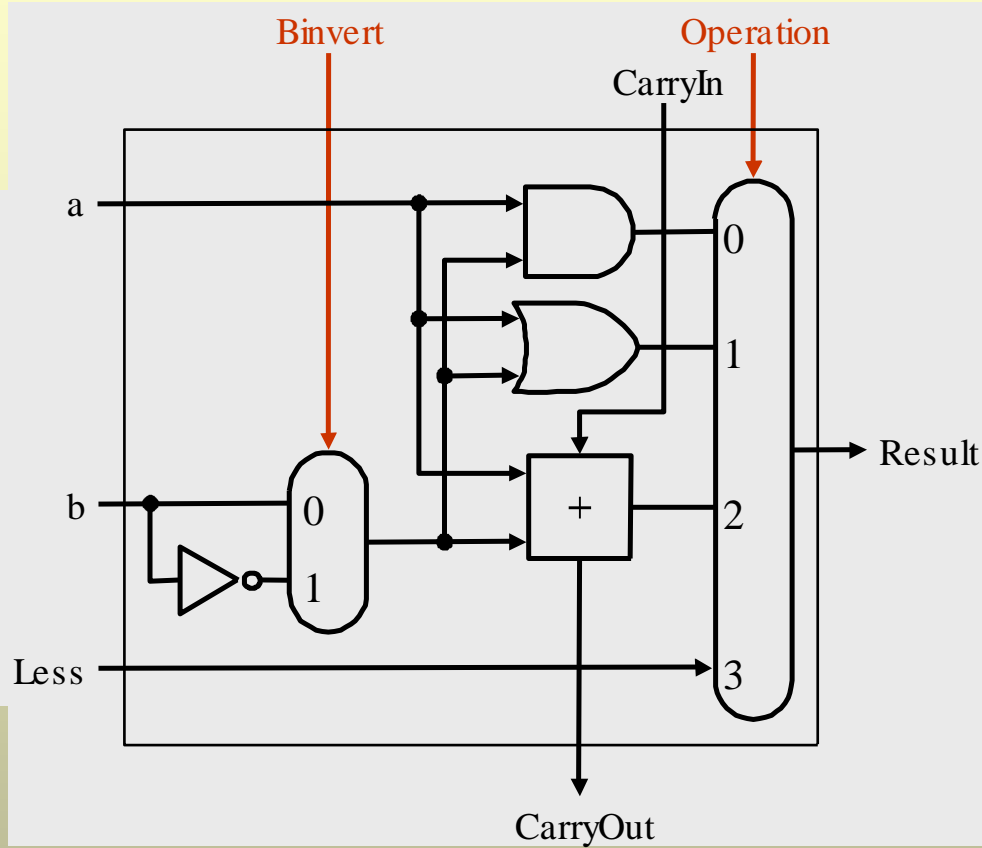 Binvert
Operation
CarryIn
a
0
1
Result
b
0
+
2
1
Less
3
CarryOut